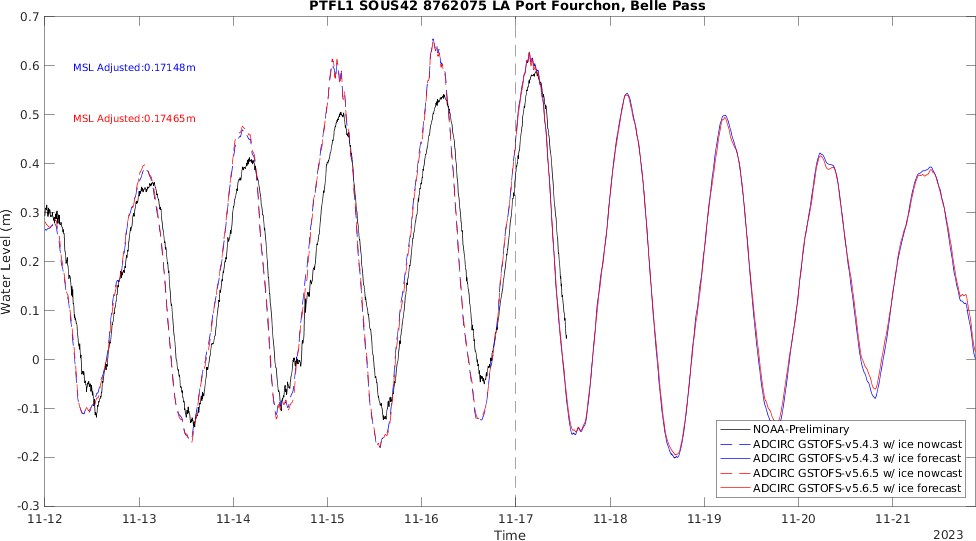 PTFL1 SOUS42 8762075 LA Port Fourchon, Belle Pass
0.7
0.6
0.5
0.4
0.3
0.2
0.1
0
-0.1
-0.2
-0.3
Water Level (m)
MSL Adjusted:0.17148m
MSL Adjusted:0.17465m
NOAA-Preliminary
ADCIRC GSTOFS-v5.4.3 w/ ice nowcast
ADCIRC GSTOFS-v5.4.3 w/ ice forecast
ADCIRC GSTOFS-v5.6.5 w/ ice nowcast
ADCIRC GSTOFS-v5.6.5 w/ ice forecast
11-12 11-13 11-14 11-15 11-16 11-17 11-18 11-19 11-20 11-21
Time
2023